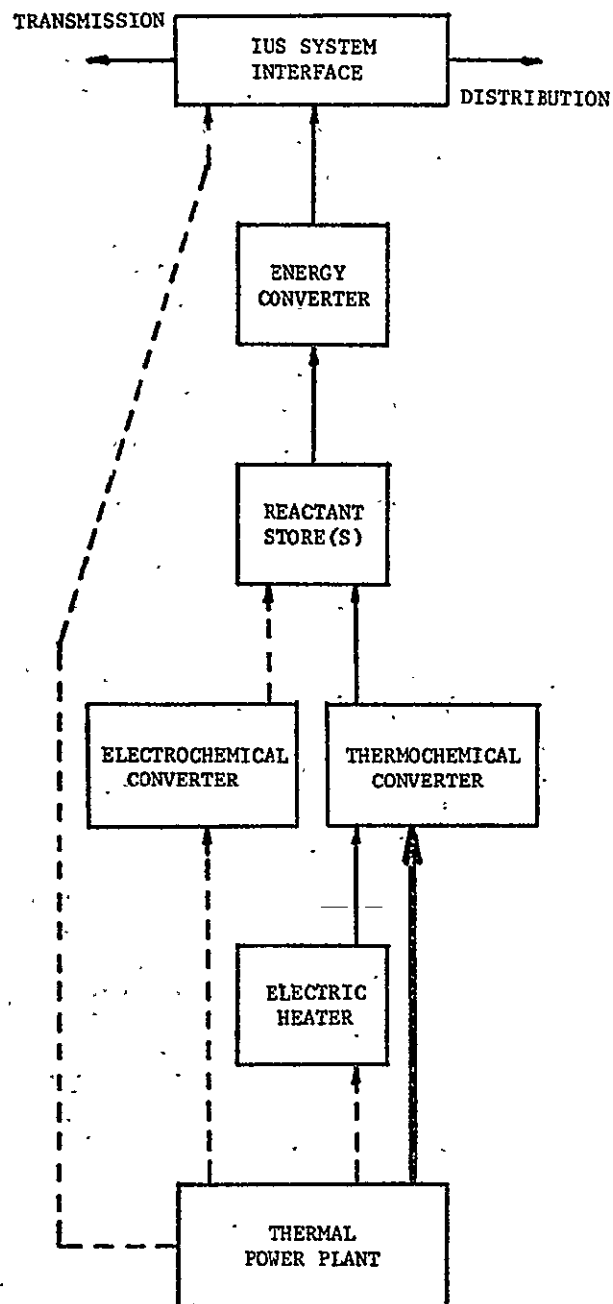 TRANSMISSION
IUS SYSTEM
INTERFACE
DISTRIBUTION
ENERGY
CONVERTER
REACTANT
STORE(S)
ELECTROCHEMICAL
CONVERTER
THERMOCHEMICAL
CONVERTER
ELECTRIC
HEATER
THERMAL
POWER PLANT